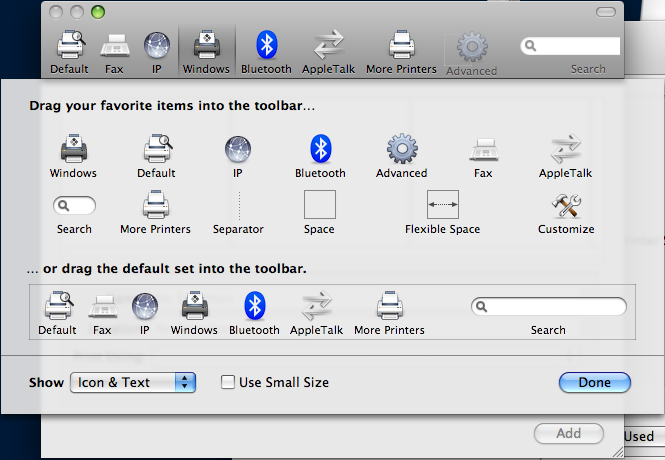 Default Fax IP Windows Bluetooth AppleTalk More Printers Advanced Search
Drag your favorite items into the toolbar...
Windows Default IP Bluetooth Advanced Fax AppleTalk
Search More Printers Separator Space Flexible Space Customize
... or drag the default set into the toolbar.
Default Fax IP Windows Bluetooth AppleTalk More Printers Search
Show Icon & Text Use Small Size Done
Add
Used